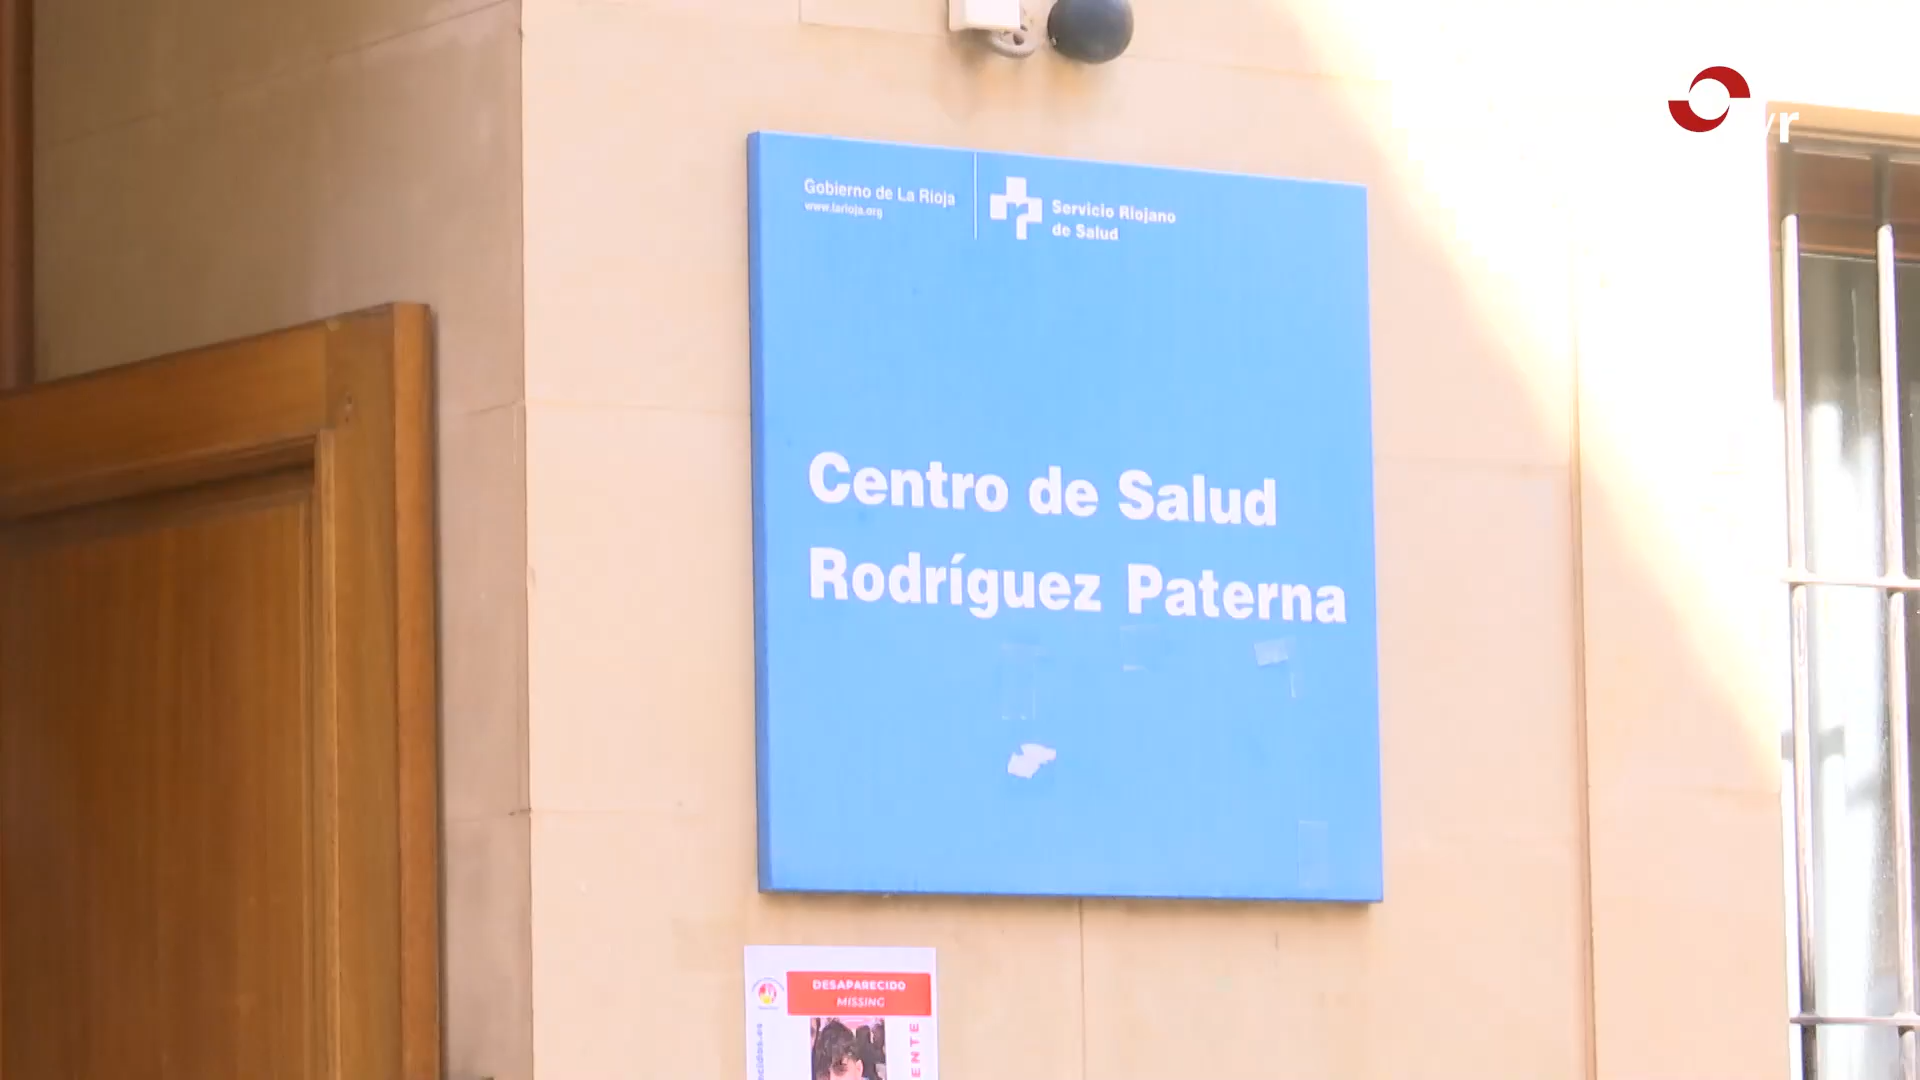 Gobierno de La Rioja
www.larioja.org
Servicio Riojano
de Salud
Centro de Salud
Rodríguez Paterna
DESAPARECIDO
MISSING